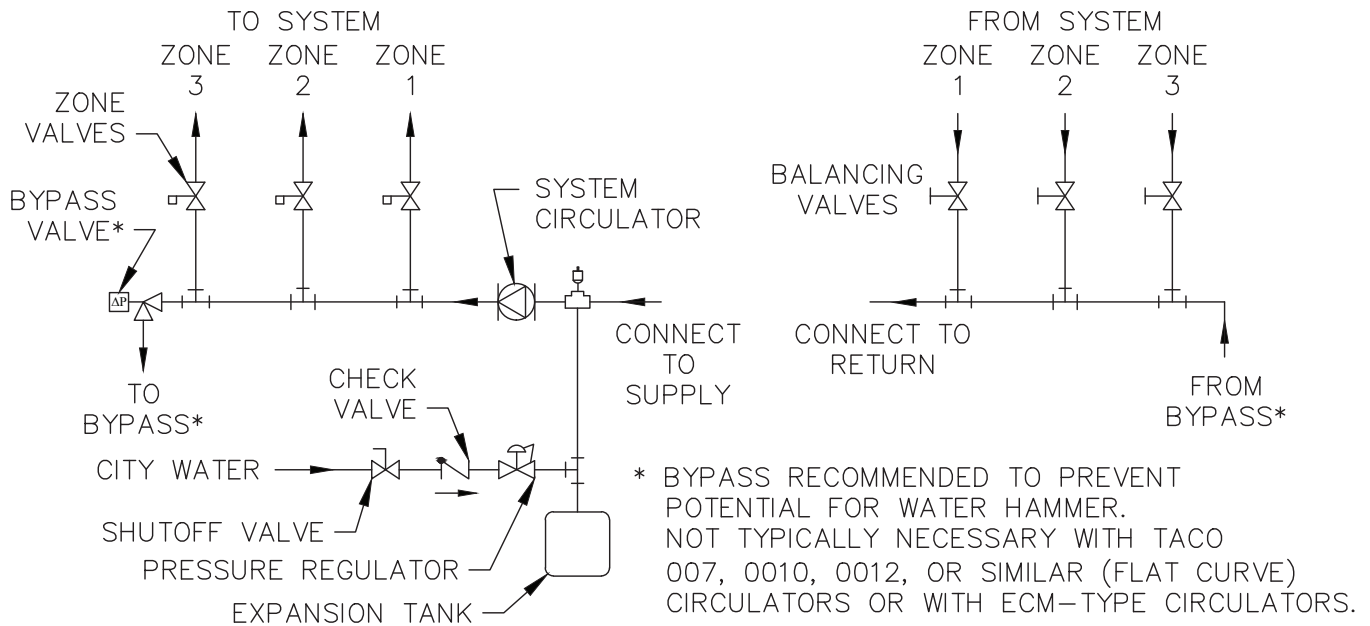 TO SYSTEM
ZONE 3
ZONE 2
ZONE 1
ZONE
VALVES
BYPASS
VALVE*
ΔP
TO
BYPASS*
SYSTEM
CIRCULATOR
CONNECT
TO
SUPPLY
CHECK
VALVE
CITY WATER
SHUTOFF VALVE
PRESSURE REGULATOR
EXPANSION TANK
FROM SYSTEM
ZONE 1
ZONE 2
ZONE 3
BALANCING
VALVES
CONNECT TO
RETURN
FROM
BYPASS*
* BYPASS RECOMMENDED TO PREVENT
POTENTIAL FOR WATER HAMMER.
NOT TYPICALLY NECESSARY WITH TACO
007, 0010, 0012, OR SIMILAR (FLAT CURVE)
CIRCULATORS OR WITH ECM-TYPE CIRCULATORS.